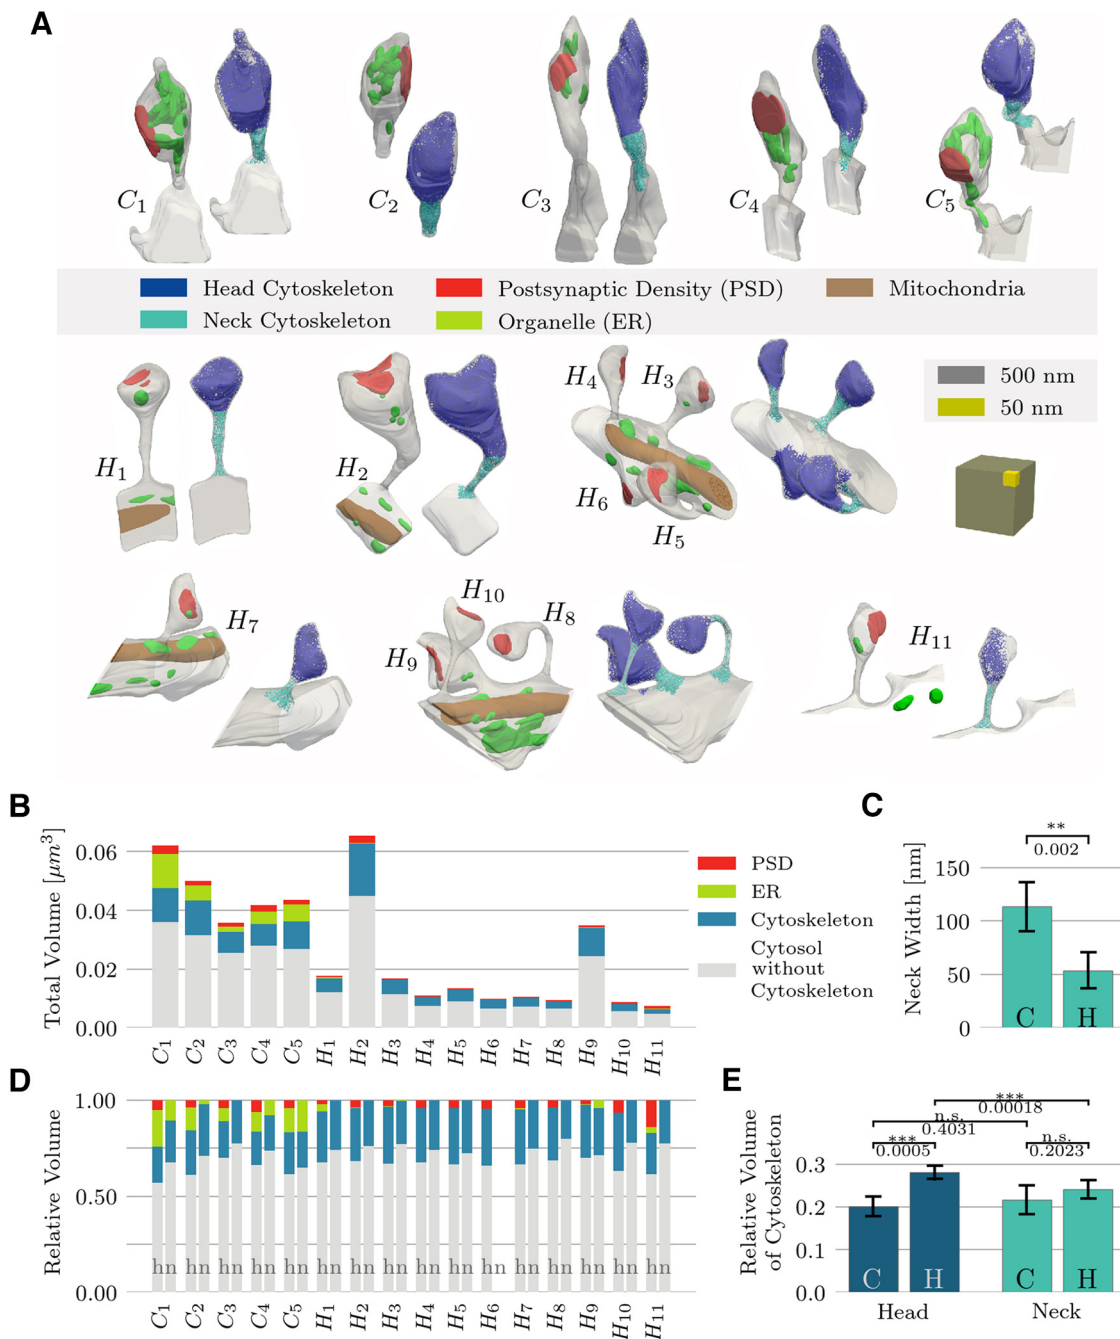 A
C1
C2
C3
C4
C5
Head Cytoskeleton
Postsynaptic Density (PSD)
Mitochondria
Neck Cytoskeleton
Organelle (ER)
H4
H3
500 nm
50 nm
H1
H2
H6
H5
H10
H7
H8
H9
H11
B
C
Total Volume [μm³]
0.06
0.04
0.02
0.00
C1 C2 C3 C4 C5 H1 H2 H3 H4 H5 H6 H7 H8 H9 H10 H11
PSD
ER
Cytoskeleton
Cytosol
without
Cytoskeleton
Neck Width [nm]
**
0.002
150
100
50
0
C H
D
E
Relative Volume
1.00
0.50
0.00
hn hn hn hn hn hn hn hn hn hn hn hn hn hn hn hn
C1 C2 C3 C4 C5 H1 H2 H3 H4 H5 H6 H7 H8 H9 H10 H11
Relative Volume
of Cytoskeleton
***
0.00018
n.s.
0.4031
***
0.0005
n.s.
0.2023
0.3
0.2
0.0
C H C H
Head Neck